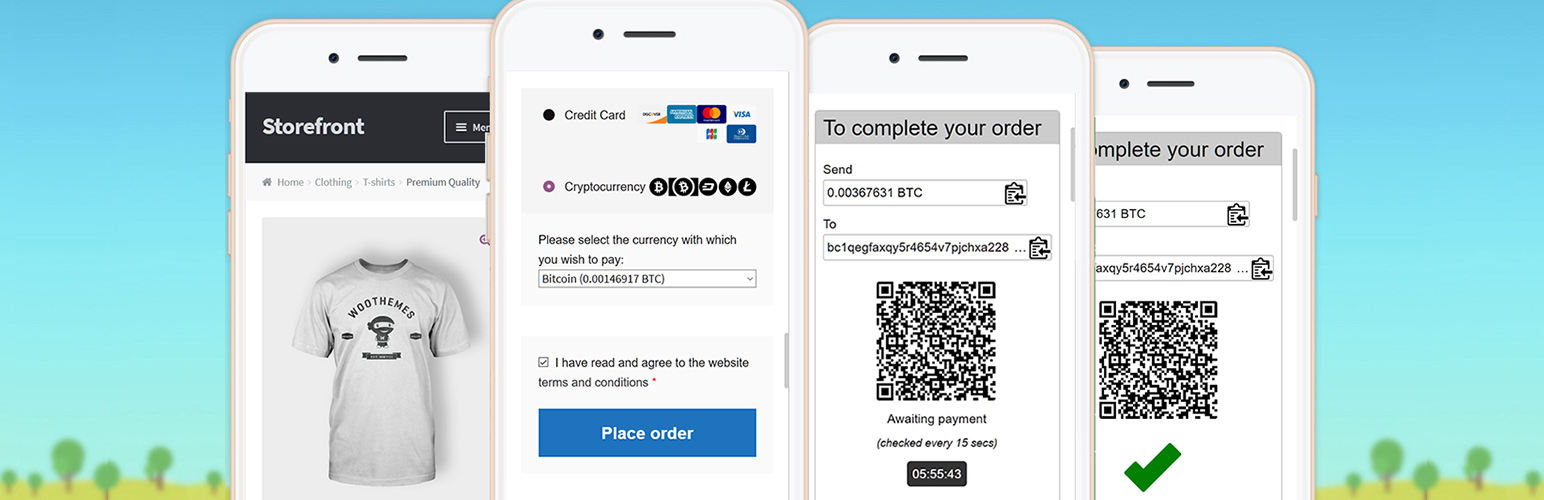 Storefront
Men
Home > Clothing > T-shirts > Premium Quality
WOOTHEMES
Credit Card
DISCOVER
VISA
JCB
Cryptocurrency
Please select the currency with which
you wish to pay:
Bitcoin (0.00146917 BTC)
I have read and agree to the website
terms and conditions *
Place order
To complete your order
Send
0.00367631 BTC
To
bc1qegfaxqy5r4654v7pjchxa228 ...
Awaiting payment
(checked every 15 secs)
05:55:43
omplete your order
631 BTC
faxqy5r4654v7pjchxa228 ...